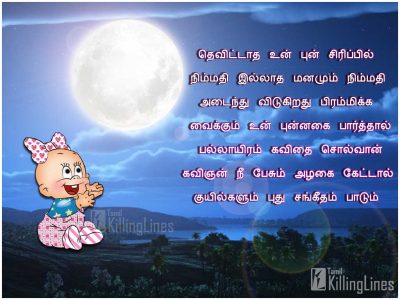 தெவிட்டாத உன் புன் சிரிப்பில்
நிம்மதி இல்லாத மனமும் நிம்மதி
அடைந்து விடுகிறது பிரம்மிக்க
வைக்கும் உன் புன்னகை பார்த்தால்
பல்லாயிரம் கவிதை சொல்வான்
கவிஞன் நீ பேசும் அழகை கேட்டால்
குயில்களும் புது சங்கீதம் பாடும்
Tamil
KillingLines
Tamil
KillingLines